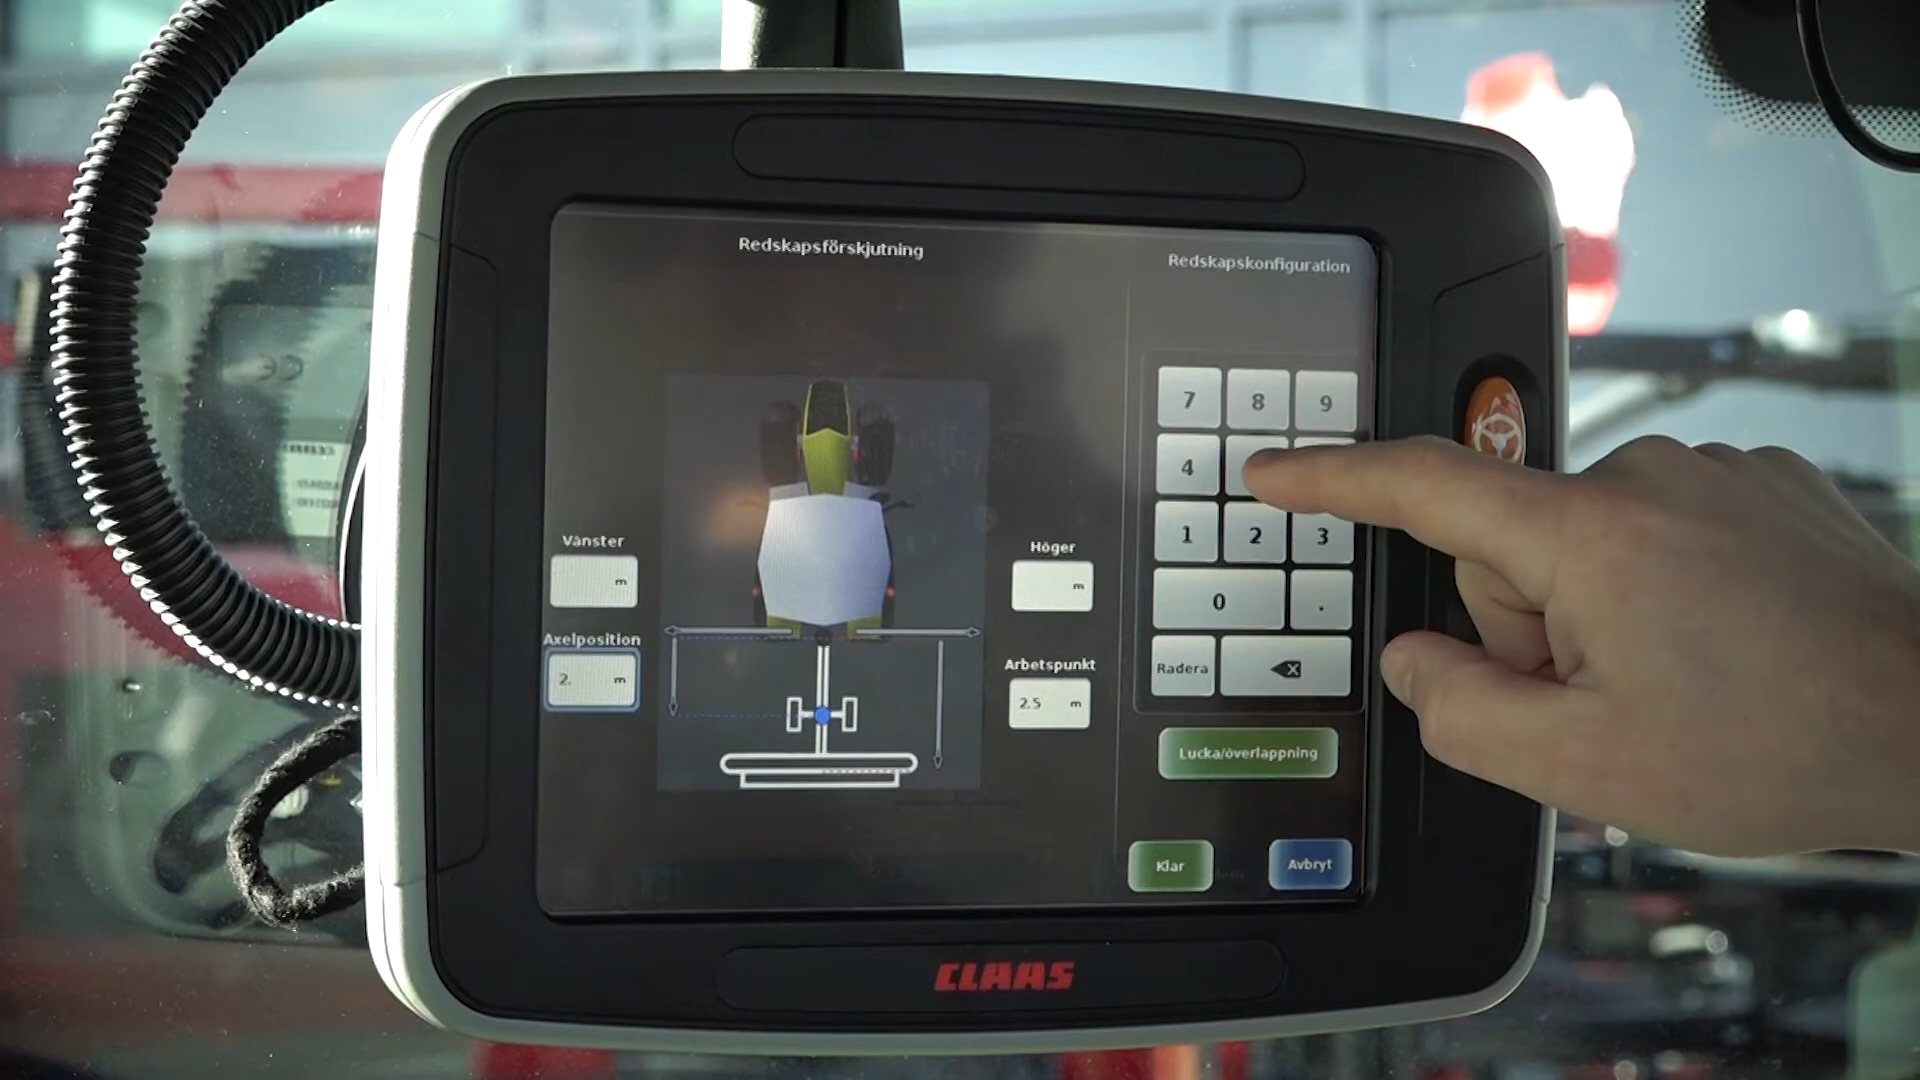 Redskapsförskjutning
Redskapskonfiguration
7 8 9
4
1 2 3
0 .
Radera
Vänster
m
Höger
m
Axelposition
2. m
Arbetspunkt
2.5 m
Lucka/överlappning
Klar
Avbryt
CLAAS